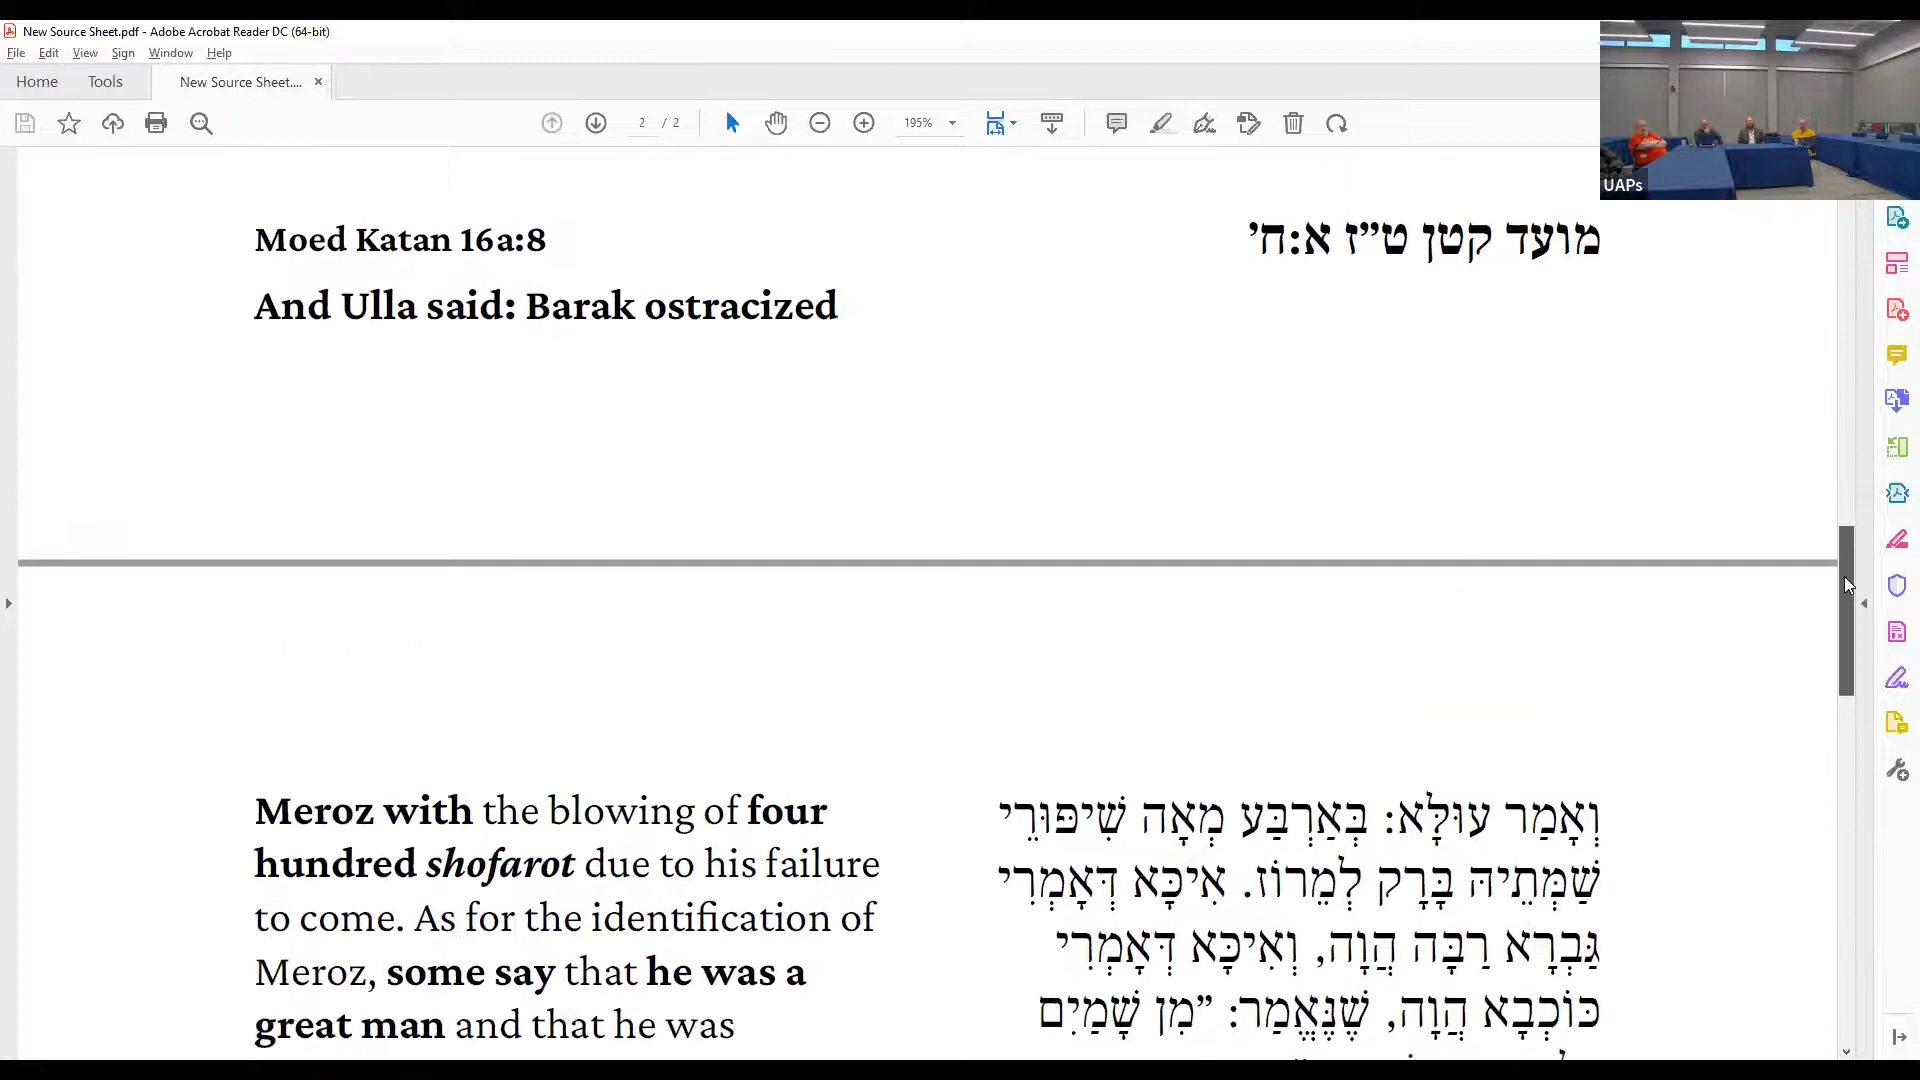 New Source Sheet.pdf - Adobe Acrobat Reader DC (64-bit)
File Edit View Sign Window Help
Home Tools New Source Sheet.... ×
2 / 2 195%
UAPs
Moed Katan 16a:8
מועד קטן ט״ז א:ח׳
And Ulla said: Barak ostracized
Meroz with the blowing of four
hundred shofarot due to his failure
to come. As for the identification of
Meroz, some say that he was a
great man and that he was
וְאָמַר עוּלָּא: בְּאַרְבַּע מְאָה שִׁיפּוּרֵי
שַׁמְּתֵיהּ בָּרָק לְמֵרוֹז. אִיכָּא דְּאָמְרִי
גַּבְרָא רַבָּה הֲוָה, וְאִיכָּא דְּאָמְרִי
כּוֹכְבָא הֲוָה, שֶׁנֶּאֱמַר: ״מִן שָׁמַיִם